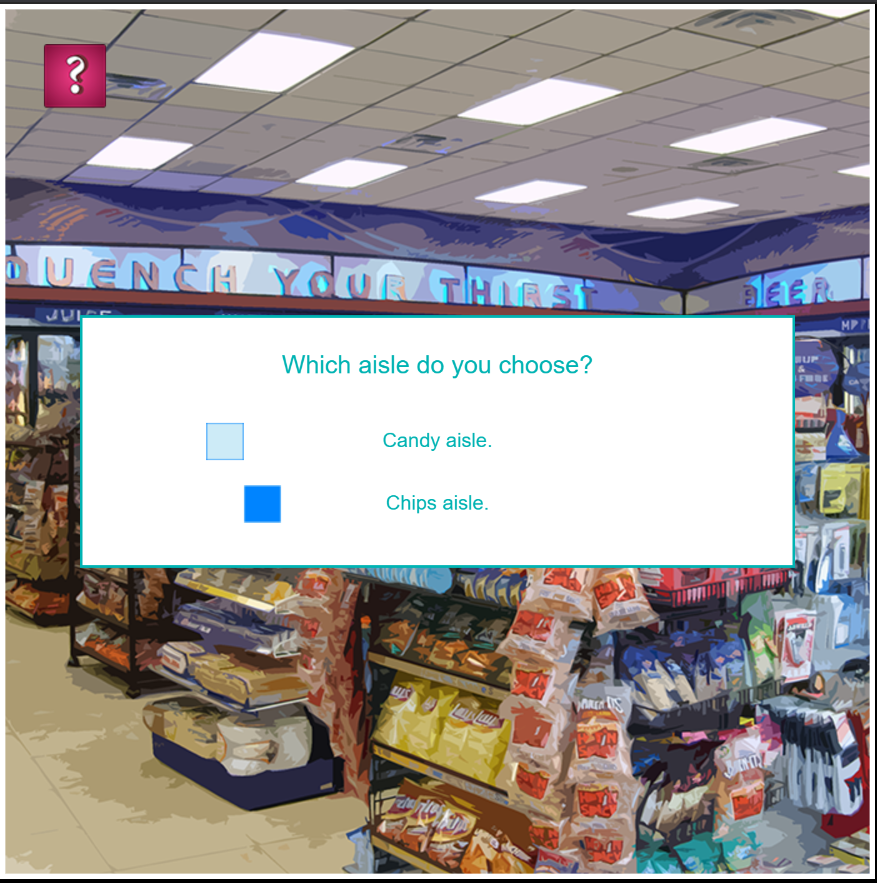 ?
QUENCH YOUR THIRST
BEER
JUICE
Which aisle do you choose?
Candy aisle.
Chips aisle.